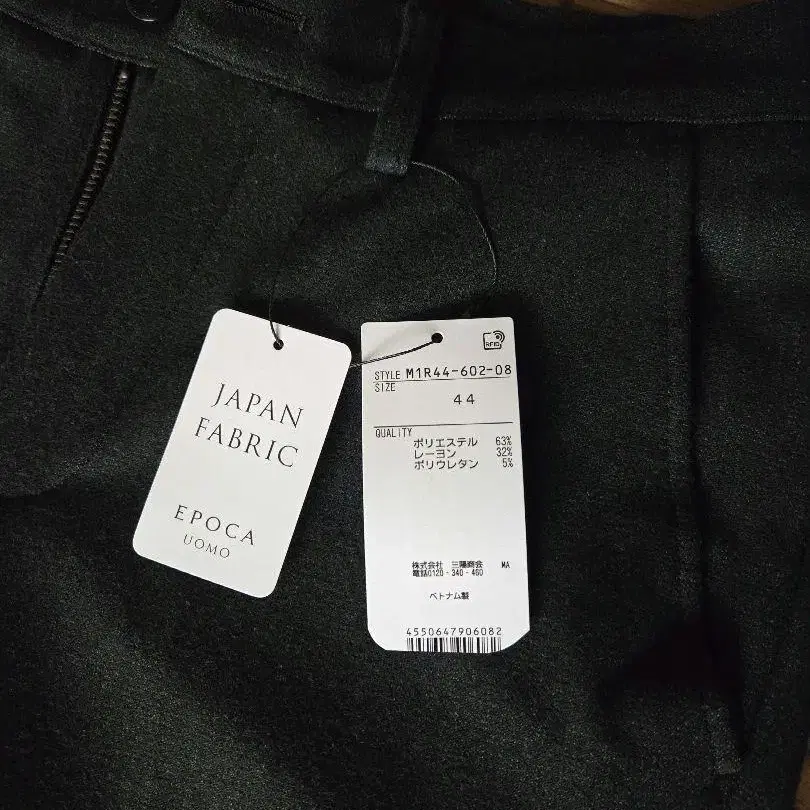 JAPAN
FABRIC
EPOCA
UOMO
RFID
STYLE M1R44-602-08
SIZE
44
QUALITY
ポリエステル 63%
レーヨン 32%
ポリウレタン 5%
株式会社 三陽商会 MA
電話0120-340-460
ベトナム製
4550647906082